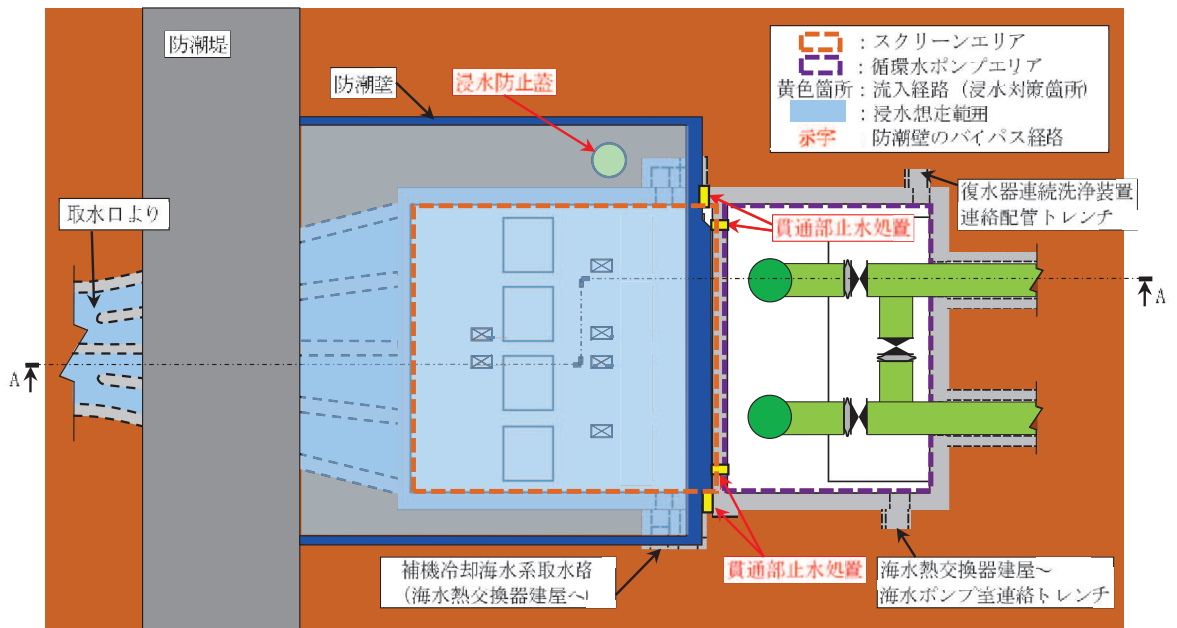 防潮堤
防潮壁
浸水防止蓋
：スクリーンエリア
：循環水ポンプエリア
黄色箇所：流入経路（浸水対策箇所）
：浸水想定範囲
赤字　防潮壁のバイパス経路
取水口より
復水器連続洗浄装置
連絡配管トレンチ
貫通部止水処置
A
A
補機冷却海水系取水路
（海水熱交換器建屋へ）
貫通部止水処置
海水熱交換器建屋～
海水ポンプ室連絡トレンチ